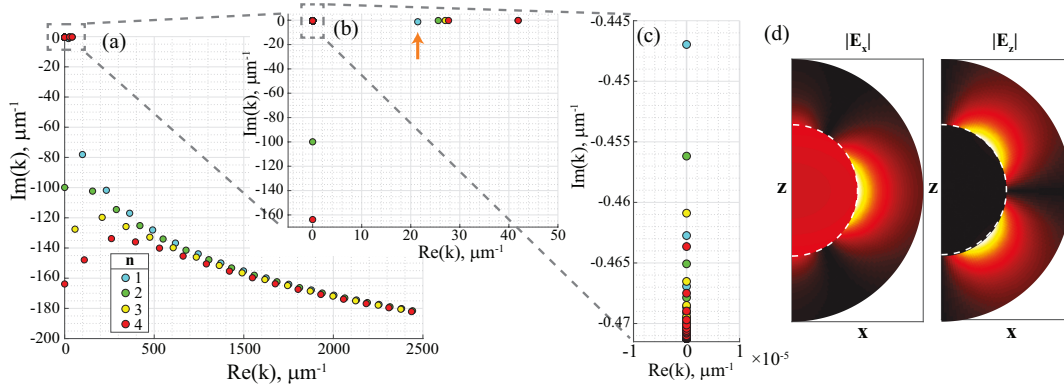 (a)
0
-20
-40
-60
-80
-100
-120
-140
-160
-180
-200
Im(k), μm⁻¹
0
500
1000
1500
2000
2500
Re(k), μm⁻¹
n
1
2
3
4
(b)
0
-20
-40
-60
-80
-100
-120
-140
-160
Im(k), μm⁻¹
0
10
20
30
40
50
Re(k), μm⁻¹
(c)
-0.445
-0.45
-0.455
-0.46
-0.465
-0.47
Im(k), μm⁻¹
-1
0
1
×10⁻⁵
Re(k), μm⁻¹
(d)
|Eₓ|
z
x
|E_z|
z
x